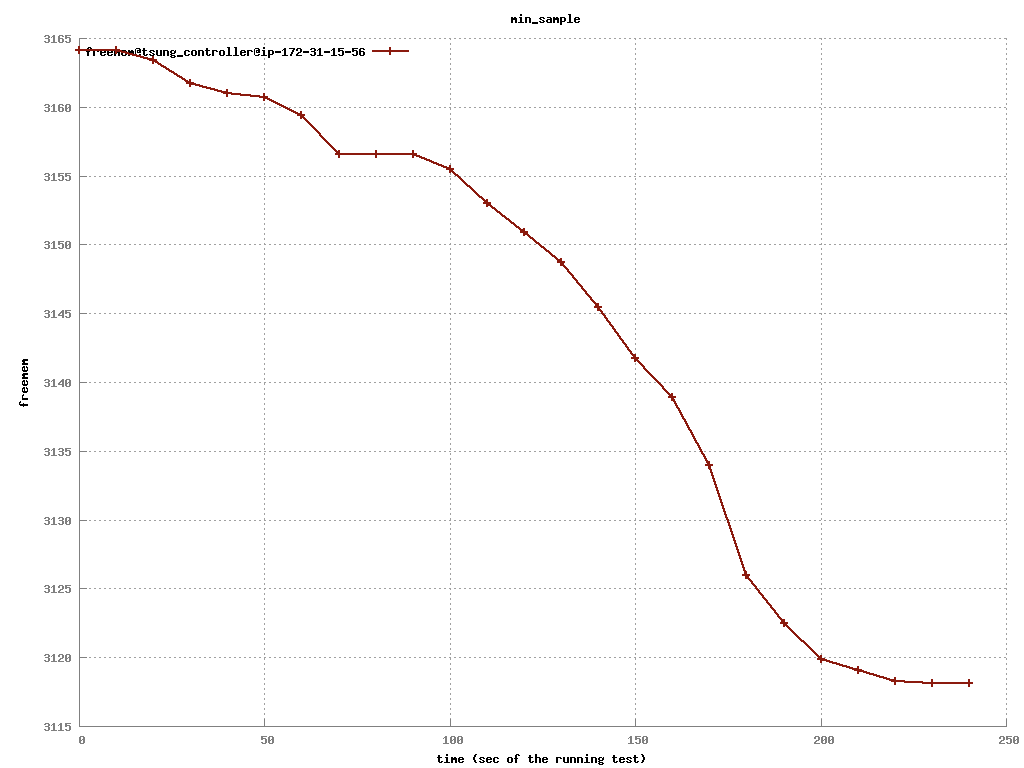 min_sample
3165
freemem@tsung_controller@ip-172-31-15-56
3160
3155
3150
3145
3140
3135
3130
3125
3120
3115
freemem
0 50 100 150 200 250
time (sec of the running test)